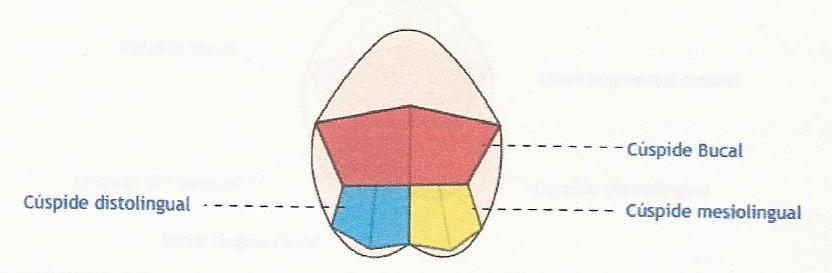 Cúspide Bucal
Cúspide distolingual
Cúspide mesiolingual